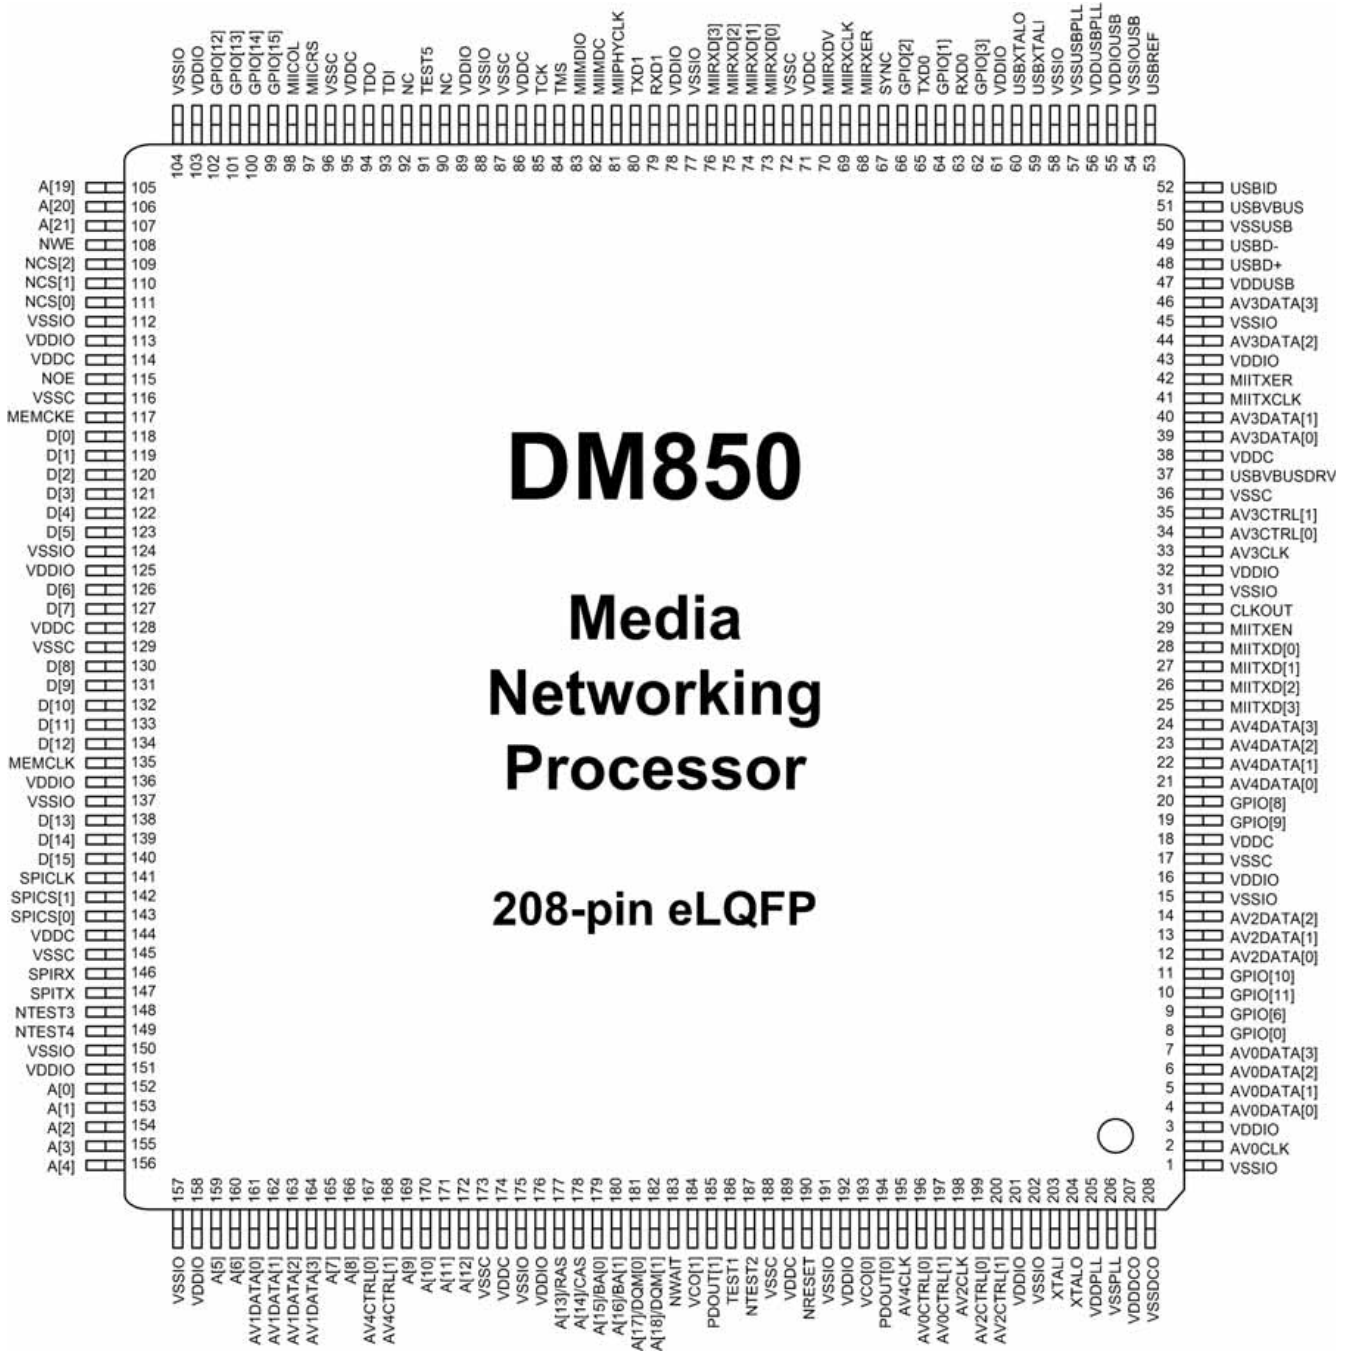 VSSIO
VDDIO
GPIO[12]
GPIO[13]
GPIO[14]
GPIO[15]
MIICOL
MIICRS
VSSC
VDDC
TDO
TDI
NC
TEST5
NC
VDDIO
VSSIO
VSSC
VDDC
TCK
TMS
MIIMDIO
MIIMDC
MIIPHYCLK
TXD1
RXD1
VDDIO
VSSIO
MIIRXD[3]
MIIRXD[2]
MIIRXD[1]
MIIRXD[0]
VSSC
VDDC
MIIRXDV
MIIRXCLK
MIIRXER
SYNC
GPIO[2]
TXD0
GPIO[1]
RXD0
GPIO[3]
VDDIO
USBXTALO
USBXTALI
VSSIO
VSSUSBPLL
VDDUSBPLL
VDDIOUSB
VSSIOUSB
USBREF
104 103 102 101 100 99 98 97 96 95 94 93 92 91 90 89 88 87 86 85 84 83 82 81 80 79 78 77 76 75 74 73 72 71 70 69 68 67 66 65 64 63 62 61 60 59 58 57 56 55 54 53
A[19] 105
A[20] 106
A[21] 107
NWE 108
NCS[2] 109
NCS[1] 110
NCS[0] 111
VSSIO 112
VDDIO 113
VDDC 114
NOE 115
VSSC 116
MEMCKE 117
D[0] 118
D[1] 119
D[2] 120
D[3] 121
D[4] 122
D[5] 123
VSSIO 124
VDDIO 125
D[6] 126
D[7] 127
VDDC 128
VSSC 129
D[8] 130
D[9] 131
D[10] 132
D[11] 133
D[12] 134
MEMCLK 135
VDDIO 136
VSSIO 137
D[13] 138
D[14] 139
D[15] 140
SPICLK 141
SPICS[1] 142
SPICS[0] 143
VDDC 144
VSSC 145
SPIRX 146
SPITX 147
NTEST3 148
NTEST4 149
VSSIO 150
VDDIO 151
A[0] 152
A[1] 153
A[2] 154
A[3] 155
A[4] 156
DM850
Media
Networking
Processor
208-pin eLQFP
52 USBID
51 USBVBUS
50 VSSUSB
49 USBD-
48 USBD+
47 VDDUSB
46 AV3DATA[3]
45 VSSIO
44 AV3DATA[2]
43 VDDIO
42 MIITXER
41 MIITXCLK
40 AV3DATA[1]
39 AV3DATA[0]
38 VDDC
37 USBVBUSDRV
36 VSSC
35 AV3CTRL[1]
34 AV3CTRL[0]
33 AV3CLK
32 VDDIO
31 VSSIO
30 CLKOUT
29 MIITXEN
28 MIITXD[0]
27 MIITXD[1]
26 MIITXD[2]
25 MIITXD[3]
24 AV4DATA[3]
23 AV4DATA[2]
22 AV4DATA[1]
21 AV4DATA[0]
20 GPIO[8]
19 GPIO[9]
18 VDDC
17 VSSC
16 VDDIO
15 VSSIO
14 AV2DATA[2]
13 AV2DATA[1]
12 AV2DATA[0]
11 GPIO[10]
10 GPIO[11]
9 GPIO[6]
8 GPIO[0]
7 AV0DATA[3]
6 AV0DATA[2]
5 AV0DATA[1]
4 AV0DATA[0]
3 VDDIO
2 AV0CLK
1 VSSIO
157 158 159 160 161 162 163 164 165 166 167 168 169 170 171 172 173 174 175 176 177 178 179 180 181 182 183 184 185 186 187 188 189 190 191 192 193 194 195 196 197 198 199 200 201 202 203 204 205 206 207 208
VSSIO
VDDIO
A[5]
A[6]
AV1DATA[0]
AV1DATA[1]
AV1DATA[2]
AV1DATA[3]
A[7]
A[8]
AV4CTRL[0]
AV4CTRL[1]
A[9]
A[10]
A[11]
A[12]
VSSC
VDDC
VSSIO
VDDIO
A[13]/RAS
A[14]/CAS
A[15]/BA[0]
A[16]/BA[1]
A[17]/DQM[0]
A[18]/DQM[1]
NWAIT
VCO[1]
PDOUT[1]
TEST1
NTEST2
VSSC
VDDC
NRESET
VSSIO
VDDIO
VCO[0]
PDOUT[0]
AV4CLK
AV0CTRL[0]
AV0CTRL[1]
AV2CLK
AV2CTRL[0]
AV2CTRL[1]
VDDIO
VSSIO
XTALI
XTALO
VDDPLL
VSSPLL
VDDDCO
VSSDCO